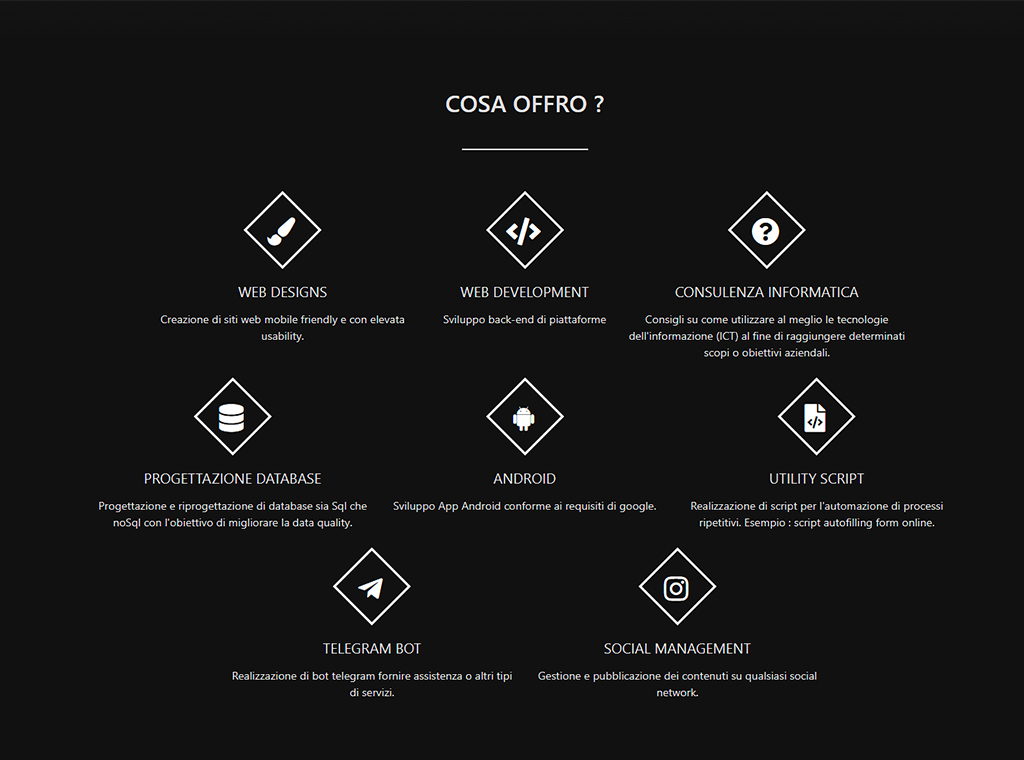 COSA OFFRO ?
WEB DESIGNS
Creazione di siti web mobile friendly e con elevata
usability.
WEB DEVELOPMENT
Sviluppo back-end di piattaforme
CONSULENZA INFORMATICA
Consigli su come utilizzare al meglio le tecnologie
dell'informazione (ICT) al fine di raggiungere determinati
scopi o obiettivi aziendali.
PROGETTAZIONE DATABASE
Progettazione e riprogettazione di database sia Sql che
noSql con l'obiettivo di migliorare la data quality.
ANDROID
Sviluppo App Android conforme ai requisiti di google.
UTILITY SCRIPT
Realizzazione di script per l'automazione di processi
ripetitivi. Esempio : script autofilling form online.
TELEGRAM BOT
Realizzazione di bot telegram fornire assistenza o altri tipi
di servizi.
SOCIAL MANAGEMENT
Gestione e pubblicazione dei contenuti su qualsiasi social
network.